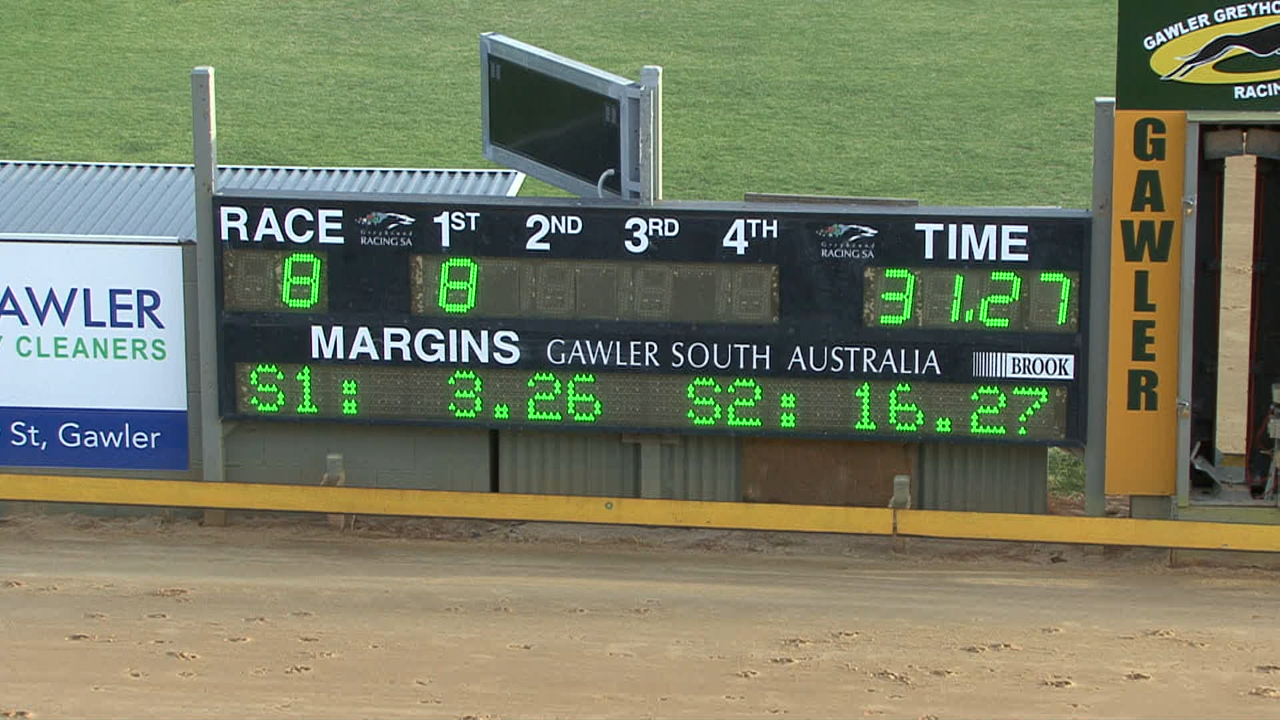 GAWLER GREYHO
RACIN
GAWLER
RACE
Greyhound
RACING SA
1ST 2ND 3RD 4TH
Greyhound
RACING SA
TIME
8 8 31.27
MARGINS GAWLER SOUTH AUSTRALIA BROOK
S1: 3.26 S2: 16.27
AWLER
Y CLEANERS
St, Gawler